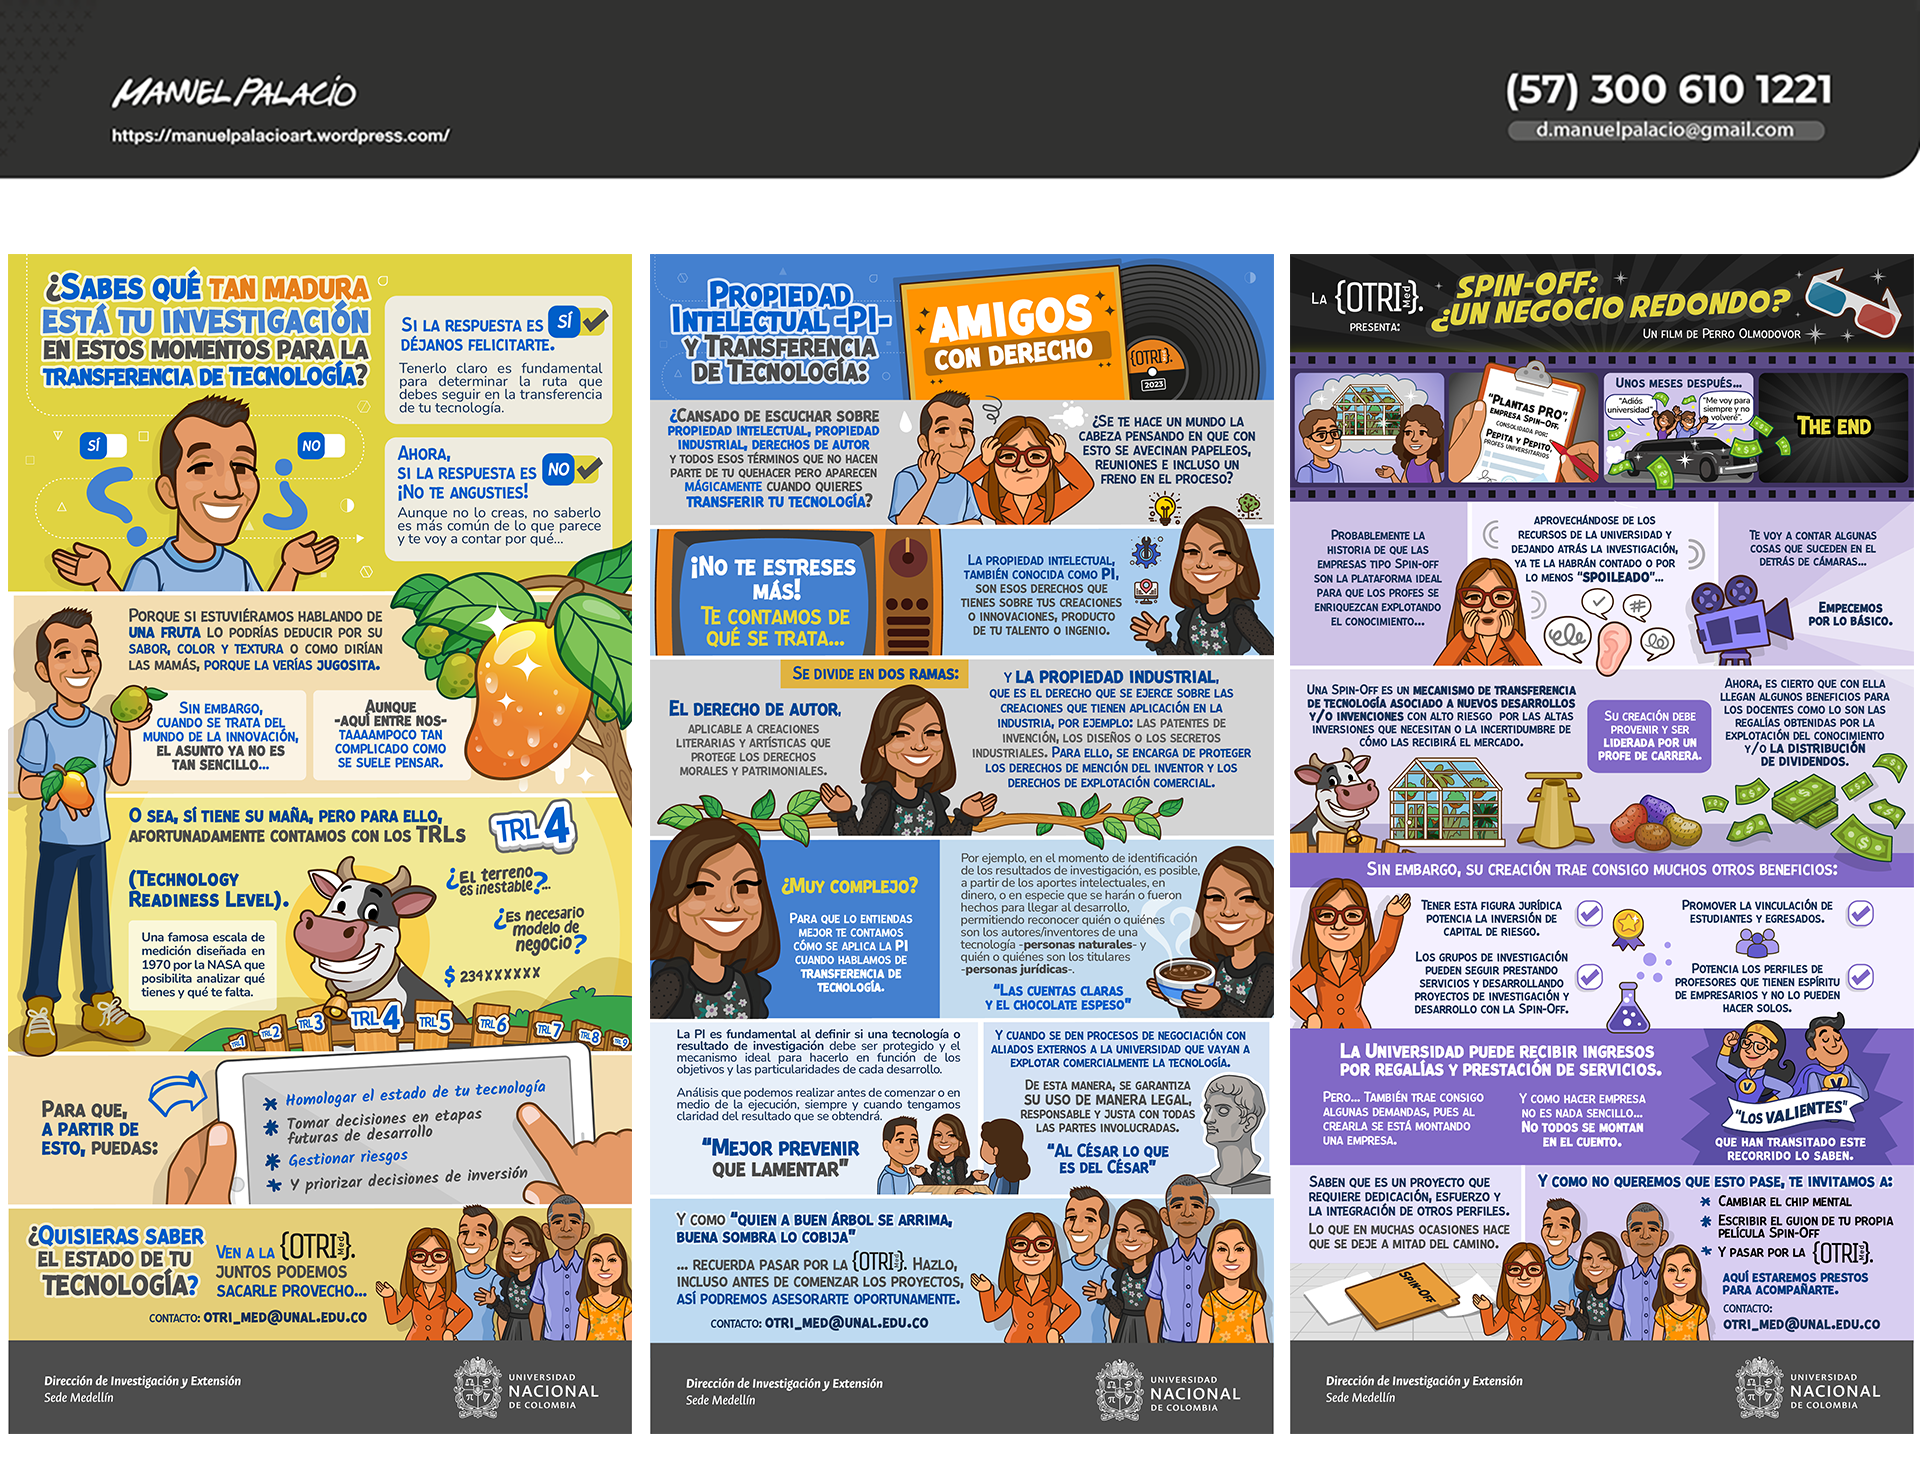 MANUEL PALACIO
https://manuelpalacioart.wordpress.com/
(57) 300 610 1221
d.manuelpalacio@gmail.com
¿SABES QUÉ TAN MADURA
ESTÁ TU INVESTIGACIÓN
EN ESTOS MOMENTOS PARA LA
TRANSFERENCIA DE TECNOLOGÍA?
SÍ
NO
SI LA RESPUESTA ES SÍ
DÉJANOS FELICITARTE.
Tenerlo claro es fundamental
para determinar la ruta que
debes seguir en la transferencia
de tu tecnología.
AHORA,
SI LA RESPUESTA ES NO
¡NO TE ANGUSTIES!
Aunque no lo creas, no saberlo
es más común de lo que parece
y te voy a contar por qué...
PORQUE SI ESTUVIÉRAMOS HABLANDO DE
UNA FRUTA LO PODRÍAS DEDUCIR POR SU
SABOR, COLOR Y TEXTURA O COMO DIRÍAN
LAS MAMÁS, PORQUE LA VERÍAS JUGOSITA.
SIN EMBARGO,
CUANDO SE TRATA DEL
MUNDO DE LA INNOVACIÓN,
EL ASUNTO YA NO ES
TAN SENCILLO...
AUNQUE
-AQUÍ ENTRE NOS-
TAAAAMPOCO TAN
COMPLICADO COMO
SE SUELE PENSAR.
O SEA, SÍ TIENE SU MAÑA, PERO PARA ELLO,
AFORTUNADAMENTE CONTAMOS CON LOS TRLS
TRL 4
(TECHNOLOGY
READINESS LEVEL).
Una famosa escala de
medición diseñada en
1970 por la NASA que
posibilita analizar qué
tienes y qué te falta.
¿EL TERRENO
ES INESTABLE?...
¿ES NECESARIO
MODELO DE
NEGOCIO?
$ 234XXXXXX
TRL 1
TRL 2
TRL 3
TRL 4
TRL 5
TRL 6
TRL 7
TRL 8
TRL 9
PARA QUE,
A PARTIR DE
ESTO, PUEDAS:
* Homologar el estado de tu tecnología
* Tomar decisiones en etapas
futuras de desarrollo
* Gestionar riesgos
* Y priorizar decisiones de inversión
¿QUISIERAS SABER
EL ESTADO DE TU
TECNOLOGÍA?
VEN A LA {OTRI Med}.
JUNTOS PODEMOS
SACARLE PROVECHO...
CONTACTO: OTRI_MED@UNAL.EDU.CO
Dirección de Investigación y Extensión
Sede Medellín
UNIVERSIDAD
NACIONAL
DE COLOMBIA
PROPIEDAD
INTELECTUAL -PI-
Y TRANSFERENCIA
DE TECNOLOGÍA:
AMIGOS
CON DERECHO
{OTRI}
2023
¿CANSADO DE ESCUCHAR SOBRE
PROPIEDAD INTELECTUAL, PROPIEDAD
INDUSTRIAL, DERECHOS DE AUTOR
Y TODOS ESOS TÉRMINOS QUE NO HACEN
PARTE DE TU QUEHACER PERO APARECEN
MÁGICAMENTE CUANDO QUIERES
TRANSFERIR TU TECNOLOGÍA?
¿SE TE HACE UN MUNDO LA
CABEZA PENSANDO EN QUE CON
ESTO SE AVECINAN PAPELEOS,
REUNIONES E INCLUSO UN
FRENO EN EL PROCESO?
¡NO TE ESTRESES
MÁS!
TE CONTAMOS DE
QUÉ SE TRATA...
LA PROPIEDAD INTELECTUAL,
TAMBIÉN CONOCIDA COMO PI,
SON ESOS DERECHOS QUE
TIENES SOBRE TUS CREACIONES
O INNOVACIONES, PRODUCTO
DE TU TALENTO O INGENIO.
SE DIVIDE EN DOS RAMAS:
EL DERECHO DE AUTOR,
APLICABLE A CREACIONES
LITERARIAS Y ARTÍSTICAS QUE
PROTEGE LOS DERECHOS
MORALES Y PATRIMONIALES.
Y LA PROPIEDAD INDUSTRIAL,
QUE ES EL DERECHO QUE SE EJERCE SOBRE LAS
CREACIONES QUE TIENEN APLICACIÓN EN LA
INDUSTRIA, POR EJEMPLO: LAS PATENTES DE
INVENCIÓN, LOS DISEÑOS O LOS SECRETOS
INDUSTRIALES. PARA ELLO, SE ENCARGA DE PROTEGER
LOS DERECHOS DE MENCIÓN DEL INVENTOR Y LOS
DERECHOS DE EXPLOTACIÓN COMERCIAL.
¿MUY COMPLEJO?
PARA QUE LO ENTIENDAS
MEJOR TE CONTAMOS
CÓMO SE APLICA LA PI
CUANDO HABLAMOS DE
TRANSFERENCIA DE
TECNOLOGÍA.
Por ejemplo, en el momento de identificación
de los resultados de investigación, es posible,
a partir de los aportes intelectuales, en
dinero, o en especie que se harán o fueron
hechos para llegar al desarrollo,
permitiendo reconocer quién o quiénes
son los autores/inventores de una
tecnología -personas naturales- y
quién o quiénes son los titulares
-personas jurídicas-.
"LAS CUENTAS CLARAS
Y EL CHOCOLATE ESPESO"
La PI es fundamental al definir si una tecnología o
resultado de investigación debe ser protegido y el
mecanismo ideal para hacerlo en función de los
objetivos y las particularidades de cada desarrollo.
Análisis que podemos realizar antes de comenzar o en
medio de la ejecución, siempre y cuando tengamos
claridad del resultado que se obtendrá.
"MEJOR PREVENIR
QUE LAMENTAR"
Y CUANDO SE DEN PROCESOS DE NEGOCIACIÓN CON
ALIADOS EXTERNOS A LA UNIVERSIDAD QUE VAYAN A
EXPLOTAR COMERCIALMENTE LA TECNOLOGÍA.
DE ESTA MANERA, SE GARANTIZA
SU USO DE MANERA LEGAL,
RESPONSABLE Y JUSTA CON TODAS
LAS PARTES INVOLUCRADAS.
"AL CÉSAR LO QUE
ES DEL CÉSAR"
Y COMO "QUIEN A BUEN ÁRBOL SE ARRIMA,
BUENA SOMBRA LO COBIJA"
... RECUERDA PASAR POR LA {OTRI Med}. HAZLO,
INCLUSO ANTES DE COMENZAR LOS PROYECTOS,
ASÍ PODREMOS ASESORARTE OPORTUNAMENTE.
CONTACTO: OTRI_MED@UNAL.EDU.CO
Dirección de Investigación y Extensión
Sede Medellín
UNIVERSIDAD
NACIONAL
DE COLOMBIA
LA {OTRI Med}.
PRESENTA:
SPIN-OFF:
¿UN NEGOCIO REDONDO?
UN FILM DE PERRO OLMODOVOR
"PLANTAS PRO",
EMPRESA SPIN-OFF,
CONSOLIDADA POR:
PEPITA Y PEPITO,
PROFES UNIVERSITARIOS
UNOS MESES DESPUÉS...
"Adiós
universidad"
"Me voy para
siempre y no
volveré".
THE END
PROBABLEMENTE LA
HISTORIA DE QUE LAS
EMPRESAS TIPO SPIN-OFF
SON LA PLATAFORMA IDEAL
PARA QUE LOS PROFES SE
ENRIQUEZCAN EXPLOTANDO
EL CONOCIMIENTO...
APROVECHÁNDOSE DE LOS
RECURSOS DE LA UNIVERSIDAD Y
DEJANDO ATRÁS LA INVESTIGACIÓN,
YA TE LA HABRÁN CONTADO O POR
LO MENOS "SPOILEADO"...
TE VOY A CONTAR ALGUNAS
COSAS QUE SUCEDEN EN EL
DETRÁS DE CÁMARAS...
EMPECEMOS
POR LO BÁSICO.
UNA SPIN-OFF ES UN MECANISMO DE TRANSFERENCIA
DE TECNOLOGÍA ASOCIADO A NUEVOS DESARROLLOS
Y/O INVENCIONES CON ALTO RIESGO POR LAS ALTAS
INVERSIONES QUE NECESITAN O LA INCERTIDUMBRE DE
CÓMO LAS RECIBIRÁ EL MERCADO.
SU CREACIÓN DEBE
PROVENIR Y SER
LIDERADA POR UN
PROFE DE CARRERA.
AHORA, ES CIERTO QUE CON ELLA
LLEGAN ALGUNOS BENEFICIOS PARA
LOS DOCENTES COMO LO SON LAS
REGALÍAS OBTENIDAS POR LA
EXPLOTACIÓN DEL CONOCIMIENTO
Y/O LA DISTRIBUCIÓN
DE DIVIDENDOS.
SIN EMBARGO, SU CREACIÓN TRAE CONSIGO MUCHOS OTROS BENEFICIOS:
TENER ESTA FIGURA JURÍDICA
POTENCIA LA INVERSIÓN DE
CAPITAL DE RIESGO.
LOS GRUPOS DE INVESTIGACIÓN
PUEDEN SEGUIR PRESTANDO
SERVICIOS Y DESARROLLANDO
PROYECTOS DE INVESTIGACIÓN Y
DESARROLLO CON LA SPIN-OFF.
PROMOVER LA VINCULACIÓN DE
ESTUDIANTES Y EGRESADOS.
POTENCIA LOS PERFILES DE
PROFESORES QUE TIENEN ESPÍRITU
DE EMPRESARIOS Y NO LO PUEDEN
HACER SOLOS.
LA UNIVERSIDAD PUEDE RECIBIR INGRESOS
POR REGALÍAS Y PRESTACIÓN DE SERVICIOS.
PERO... TAMBIÉN TRAE CONSIGO
ALGUNAS DEMANDAS, PUES AL
CREARLA SE ESTÁ MONTANDO
UNA EMPRESA.
Y COMO HACER EMPRESA
NO ES NADA SENCILLO...
NO TODOS SE MONTAN
EN EL CUENTO.
V
V
"LOS VALIENTES"
QUE HAN TRANSITADO ESTE
RECORRIDO LO SABEN.
SABEN QUE ES UN PROYECTO QUE
REQUIERE DEDICACIÓN, ESFUERZO Y
LA INTEGRACIÓN DE OTROS PERFILES.
LO QUE EN MUCHAS OCASIONES HACE
QUE SE DEJE A MITAD DEL CAMINO.
SPIN-OFF
Y COMO NO QUEREMOS QUE ESTO PASE, TE INVITAMOS A:
* CAMBIAR EL CHIP MENTAL
* ESCRIBIR EL GUION DE TU PROPIA
PELÍCULA SPIN-OFF
* Y PASAR POR LA {OTRI Med}.
AQUÍ ESTAREMOS PRESTOS
PARA ACOMPAÑARTE.
CONTACTO:
OTRI_MED@UNAL.EDU.CO
Dirección de Investigación y Extensión
Sede Medellín
UNIVERSIDAD
NACIONAL
DE COLOMBIA